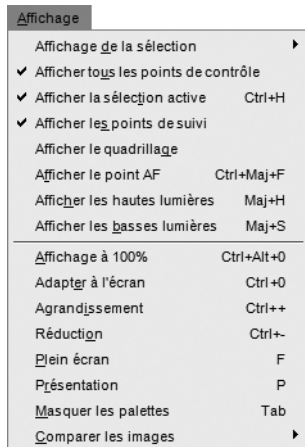 Affichage
Affichage de la sélection
Afficher tous les points de contrôle
Afficher la sélection active Ctrl+H
Afficher les points de suivi
Afficher le quadrillage
Afficher le point AF Ctrl+Maj+F
Afficher les hautes lumières Maj+H
Afficher les basses lumières Maj+S
Affichage à 100% Ctrl+Alt+0
Adapter à l'écran Ctrl+0
Agrandissement Ctrl++
Réduction Ctrl+-
Plein écran F
Présentation P
Masquer les palettes Tab
Comparer les images